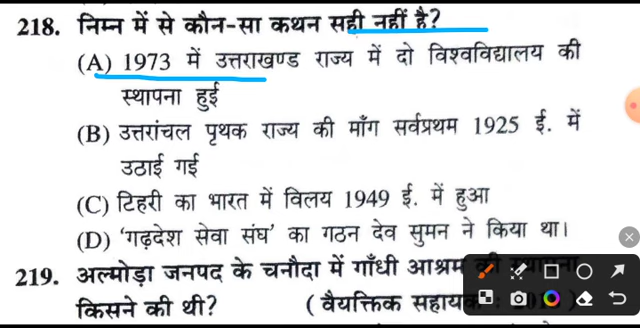 218. निम्न में से कौन-सा कथन सही नहीं है?
(A) 1973 में उत्तराखण्ड राज्य में दो विश्वविद्यालय की
स्थापना हुई
(B) उत्तरांचल पृथक राज्य की माँग सर्वप्रथम 1925 ई. में
उठाई गई
(C) टिहरी का भारत में विलय 1949 ई. में हुआ
(D) ‘गढ़देश सेवा संघ’ का गठन देव सुमन ने किया था।
219. अल्मोड़ा जनपद के चनौदा में गाँधी आश्रम की
किसने की थी? (वैयक्तिक सहायक